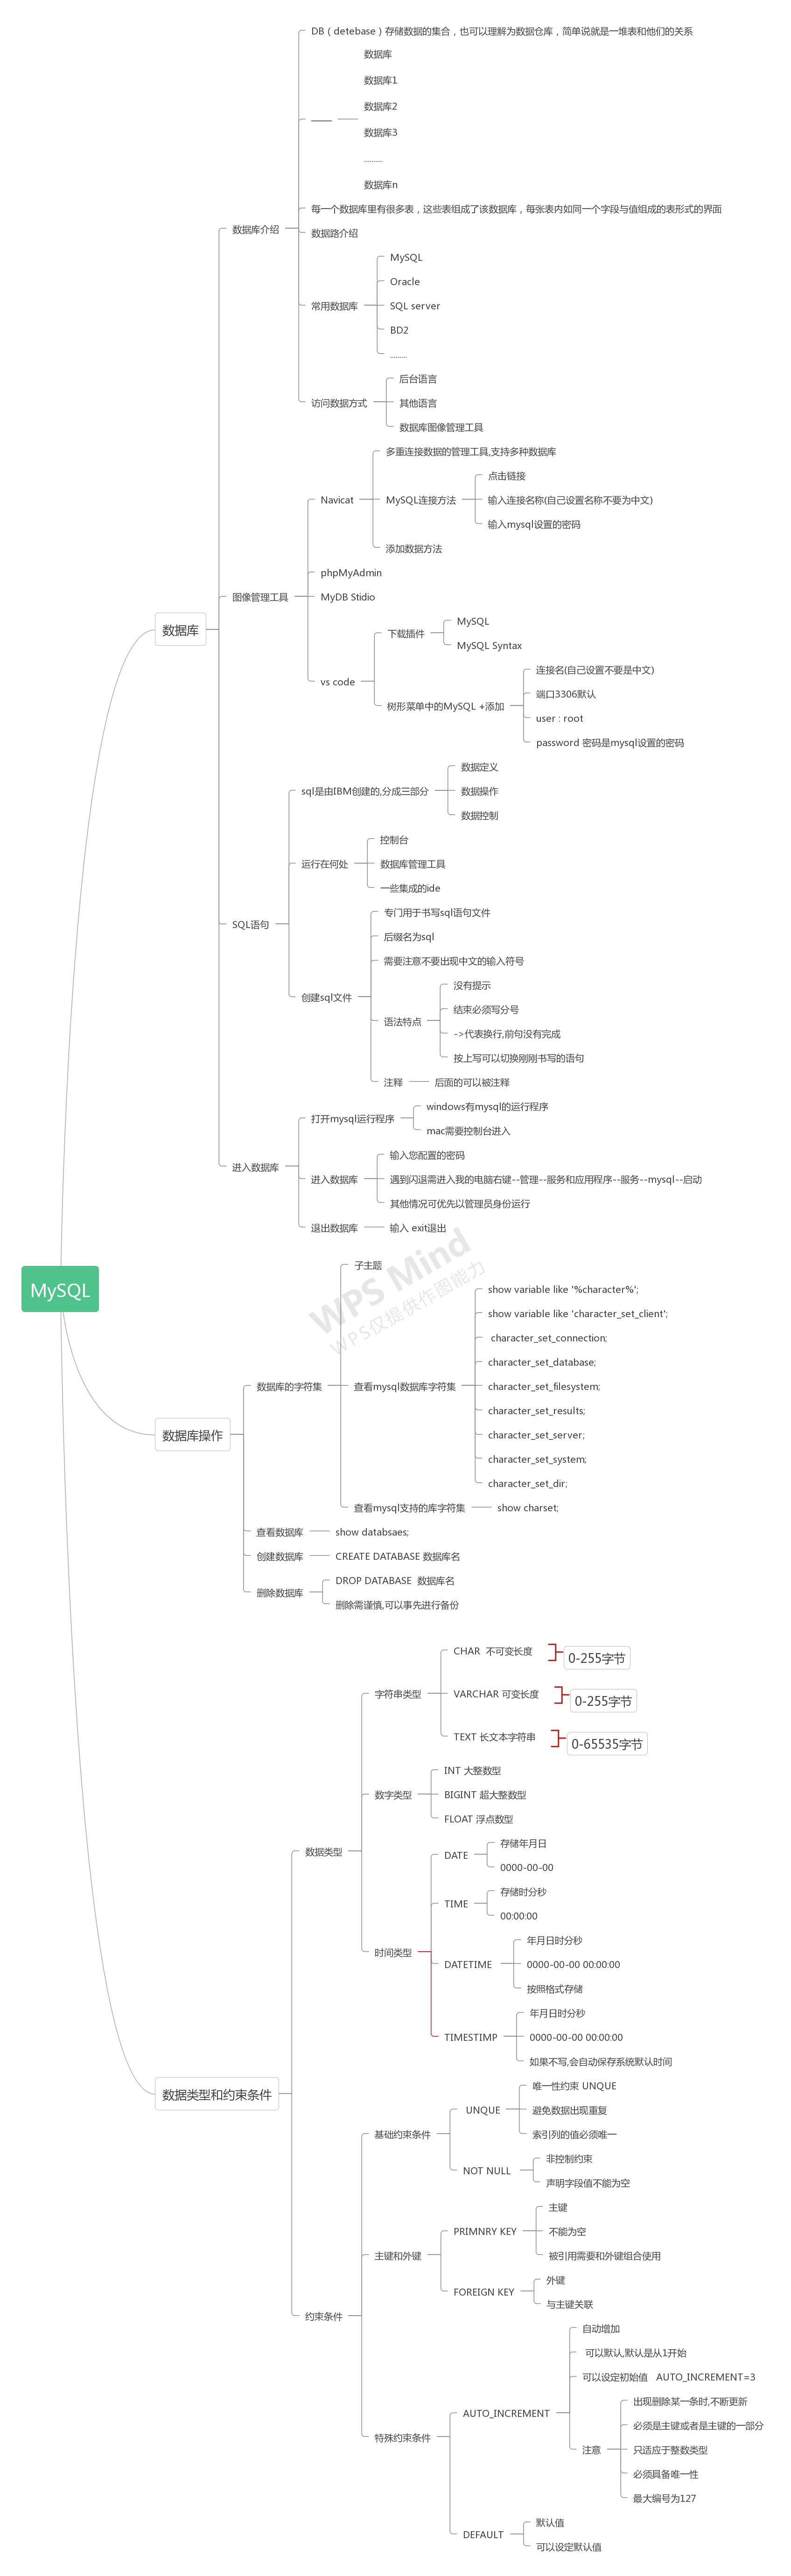 MySQL
数据库
数据库介绍
DB（detebase）存储数据的集合，也可以理解为数据仓库，简单说就是一堆表和他们的关系
数据库
数据库1
数据库2
数据库3
..........
数据库n
每一个数据库里有很多表，这些表组成了该数据库，每张表内如同一个字段与值组成的表形式的界面
数据路介绍
常用数据库
MySQL
Oracle
SQL server
BD2
.........
访问数据方式
后台语言
其他语言
数据库图像管理工具
图像管理工具
Navicat
多重连接数据的管理工具,支持多种数据库
MySQL连接方法
点击链接
输入连接名称(自己设置名称不要为中文)
输入mysql设置的密码
添加数据方法
phpMyAdmin
MyDB Stidio
vs code
下载插件
MySQL
MySQL Syntax
树形菜单中的MySQL +添加
连接名(自己设置不要是中文)
端口3306默认
user : root
password 密码是mysql设置的密码
SQL语句
sql是由IBM创建的,分成三部分
数据定义
数据操作
数据控制
运行在何处
控制台
数据库管理工具
一些集成的ide
创建sql文件
专门用于书写sql语句文件
后缀名为sql
需要注意不要出现中文的输入符号
语法特点
没有提示
结束必须写分号
->代表换行,前句没有完成
按上写可以切换刚刚书写的语句
注释
后面的可以被注释
进入数据库
打开mysql运行程序
windows有mysql的运行程序
mac需要控制台进入
进入数据库
输入您配置的密码
遇到闪退需进入我的电脑右键--管理--服务和应用程序--服务--mysql--启动
其他情况可优先以管理员身份运行
退出数据库
输入 exit退出
WPS Mind
WPS仅提供作图能力
数据库操作
数据库的字符集
子主题
查看mysql数据库字符集
show variable like '%character%';
show variable like 'character_set_client';
character_set_connection;
character_set_database;
character_set_filesystem;
character_set_results;
character_set_server;
character_set_system;
character_set_dir;
查看mysql支持的库字符集
show charset;
查看数据库
show databsaes;
创建数据库
CREATE DATABASE 数据库名
删除数据库
DROP DATABASE 数据库名
删除需谨慎,可以事先进行备份
数据类型和约束条件
数据类型
字符串类型
CHAR 不可变长度
0-255字节
VARCHAR 可变长度
0-255字节
TEXT 长文本字符串
0-65535字节
数字类型
INT 大整数型
BIGINT 超大整数型
FLOAT 浮点数型
时间类型
DATE
存储年月日
0000-00-00
TIME
存储时分秒
00:00:00
DATETIME
年月日时分秒
0000-00-00 00:00:00
按照格式存储
TIMESTIMP
年月日时分秒
0000-00-00 00:00:00
如果不写,会自动保存系统默认时间
约束条件
基础约束条件
UNQUE
唯一性约束 UNQUE
避免数据出现重复
索引列的值必须唯一
NOT NULL
非控制约束
声明字段值不能为空
主键和外键
PRIMNRY KEY
主键
不能为空
被引用需要和外键组合使用
FOREIGN KEY
外键
与主键关联
特殊约束条件
AUTO_INCREMENT
自动增加
可以默认,默认是从1开始
可以设定初始值 AUTO_INCREMENT=3
注意
出现删除某一条时,不断更新
必须是主键或者是主键的一部分
只适应于整数类型
必须具备唯一性
最大编号为127
DEFAULT
默认值
可以设定默认值